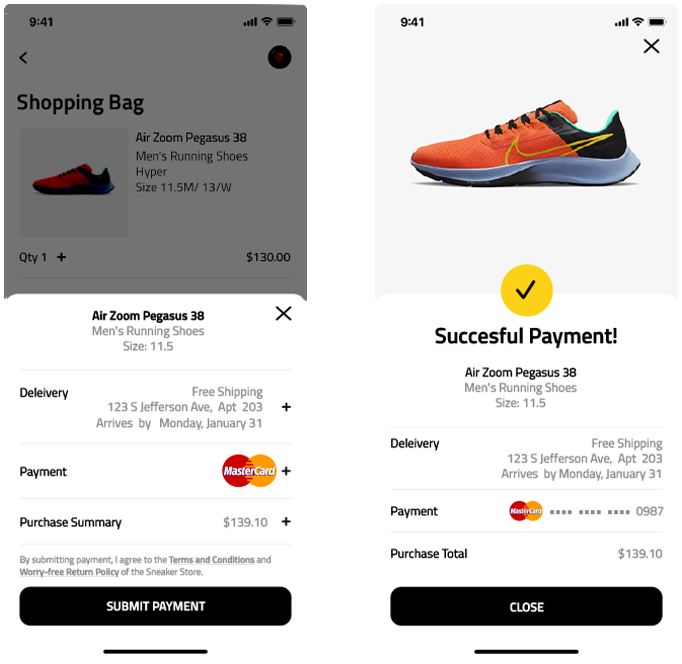 9:41
Shopping Bag
Air Zoom Pegasus 38
Men's Running Shoes
Hyper
Size 11.5M/ 13/W
Qty 1 +
$130.00
Air Zoom Pegasus 38
Men's Running Shoes
Size: 11.5
Deleivery
Free Shipping
123 S Jefferson Ave, Apt 203
Arrives by Monday, January 31
+
Payment
MasterCard
+
Purchase Summary
$139.10
+
By submitting payment, I agree to the Terms and Conditions and
Worry-free Return Policy of the Sneaker Store.
SUBMIT PAYMENT
9:41
Succesful Payment!
Air Zoom Pegasus 38
Men's Running Shoes
Size: 11.5
Deleivery
Free Shipping
123 S Jefferson Ave, Apt 203
Arrives by Monday, January 31
Payment
MasterCard
0987
Purchase Total
$139.10
CLOSE